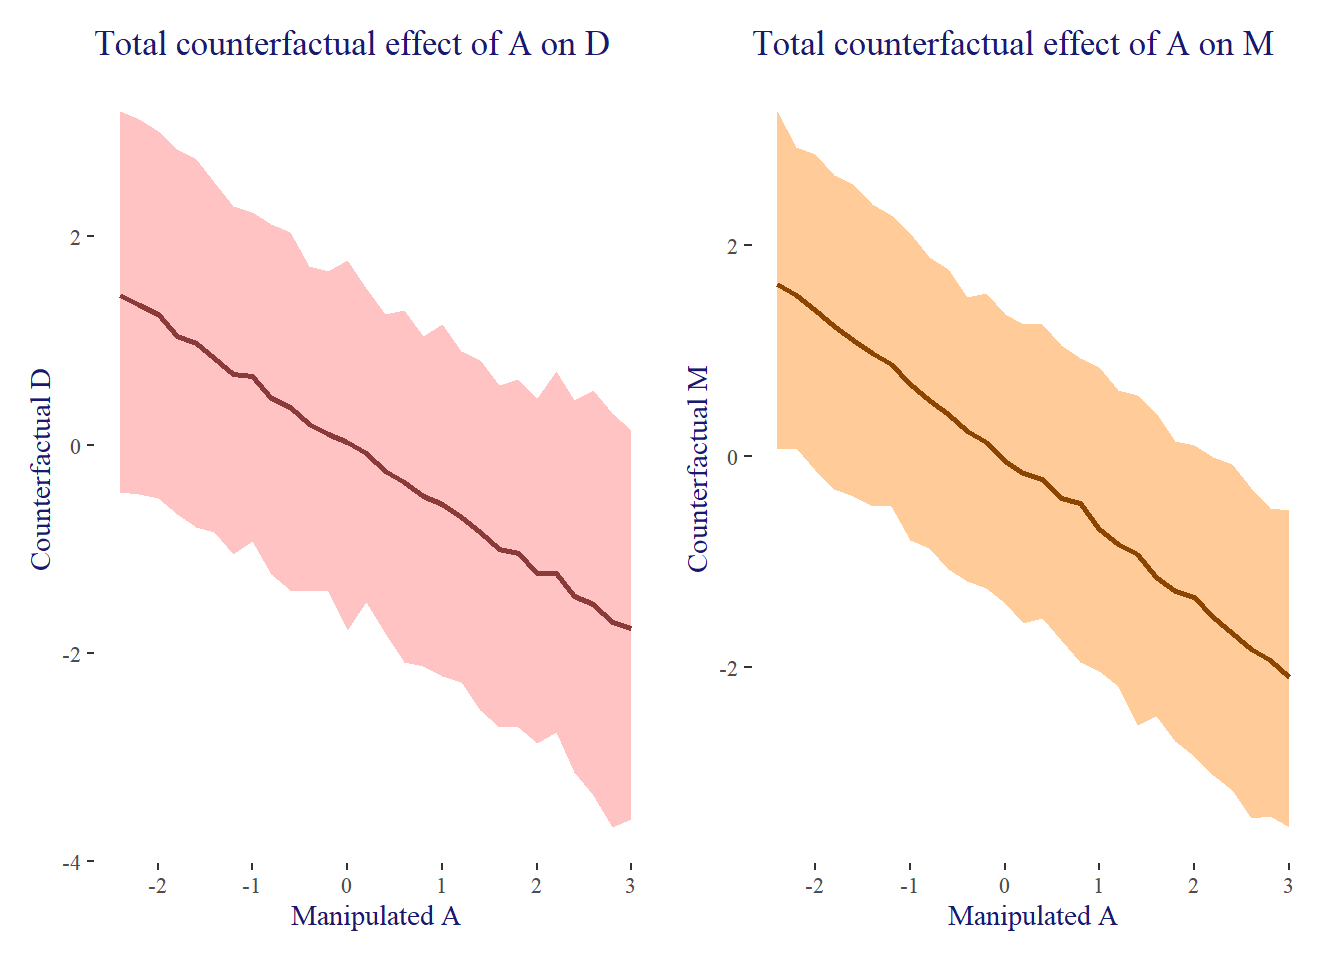 Total counterfactual effect of A on D
Counterfactual D
2
0
-2
-4
-2 -1 0 1 2 3
Manipulated A
Total counterfactual effect of A on M
Counterfactual M
2
0
-2
-2 -1 0 1 2 3
Manipulated A